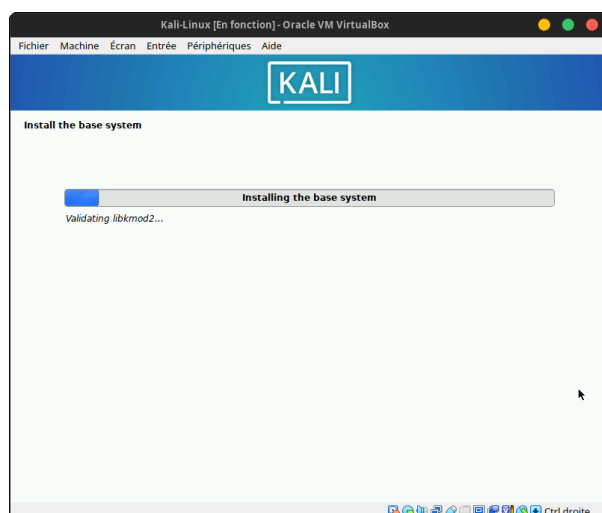 Kali-Linux [En fonction] - Oracle VM VirtualBox
Fichier Machine Écran Entrée Périphériques Aide
KALI
Install the base system
Installing the base system
Validating libkmod2...
Ctrl droite